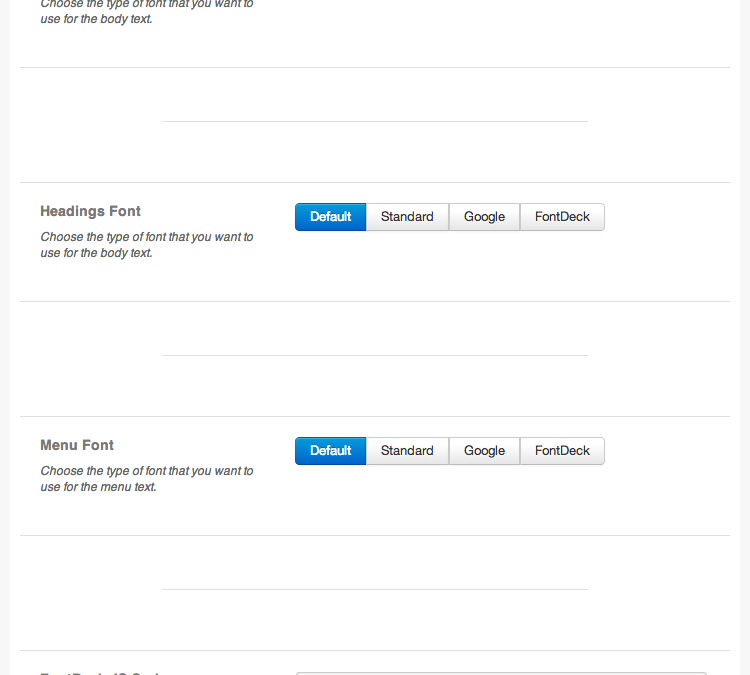 Choose the type of font that you want to
use for the body text.
Headings Font
Default Standard Google FontDeck
Choose the type of font that you want to
use for the body text.
Menu Font
Default Standard Google FontDeck
Choose the type of font that you want to
use for the menu text.